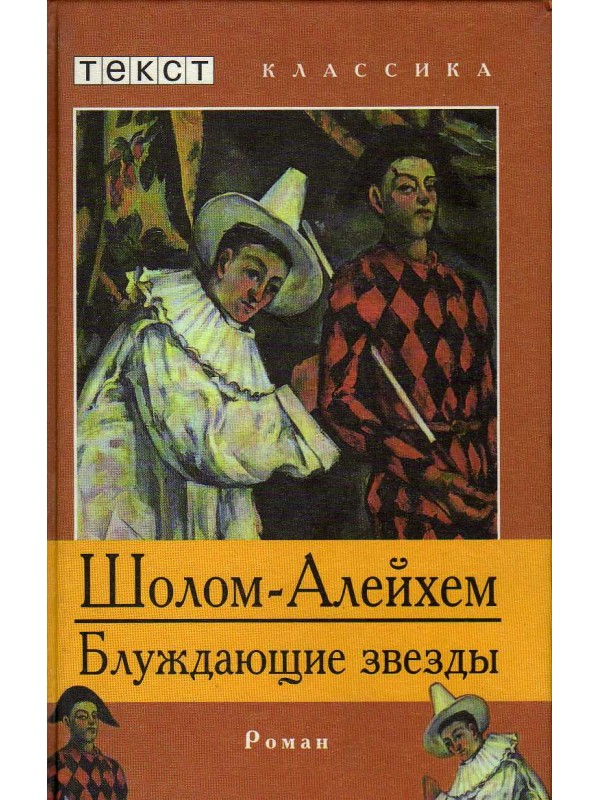 текст КЛАССИКА
Шолом-Алейхем
Блуждающие звезды
Роман